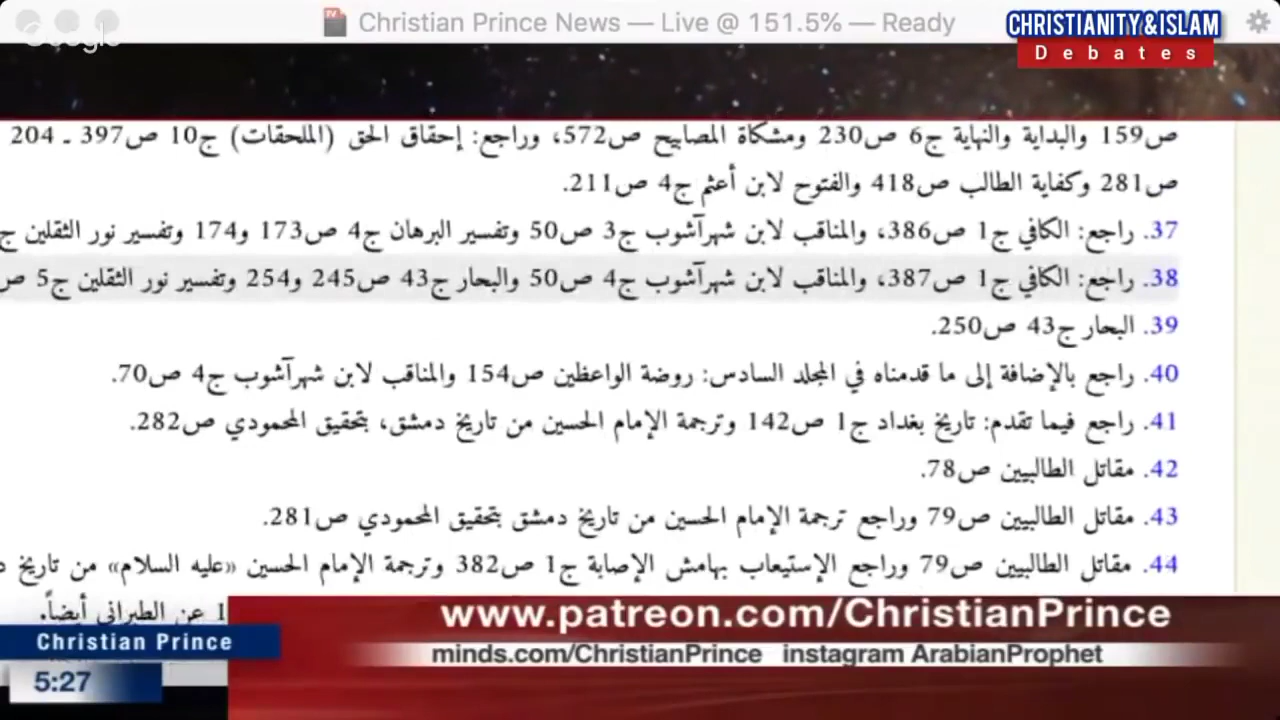 Christian Prince News — Live @ 151.5% — Ready
Google
CHRISTIANITY & ISLAM
Debates
ص159 والبداية والنهاية ج6 ص230 ومشكاة المصابيح ص572، وراجع: إحقاق الحق (الملحقات) ج10 ص397 ـ 204
ص281 وكفاية الطالب ص418 والفتوح لابن أعثم ج4 ص211.
37. راجع: الكافي ج1 ص386، والمناقب لابن شهرآشوب ج3 ص50 وتفسير البرهان ج4 ص173 و174 وتفسير نور الثقلين ج
38. راجع: الكافي ج1 ص387، والمناقب لابن شهرآشوب ج4 ص50 والبحار ج43 ص245 و254 وتفسير نور الثقلين ج5 ص
39. البحار ج43 ص250.
40. راجع بالإضافة إلى ما قدمناه في المجلد السادس: روضة الواعظين ص154 والمناقب لابن شهرآشوب ج4 ص70.
41. راجع فيما تقدم: تاريخ بغداد ج1 ص142 وترجمة الإمام الحسين من تاريخ دمشق، بتحقيق المحمودي ص282.
42. مقاتل الطالبيين ص78.
43. مقاتل الطالبيين ص79 وراجع ترجمة الإمام الحسين من تاريخ دمشق بتحقيق المحمودي ص281.
44. مقاتل الطالبيين ص79 وراجع الإستيعاب بهامش الإصابة ج1 ص382 وترجمة الإمام الحسين «عليه السلام» من تاريخ د
1 عن الطبراني أيضاً.
www.patreon.com/ChristianPrince
Christian Prince
minds.com/ChristianPrince instagram ArabianProphet
5:27